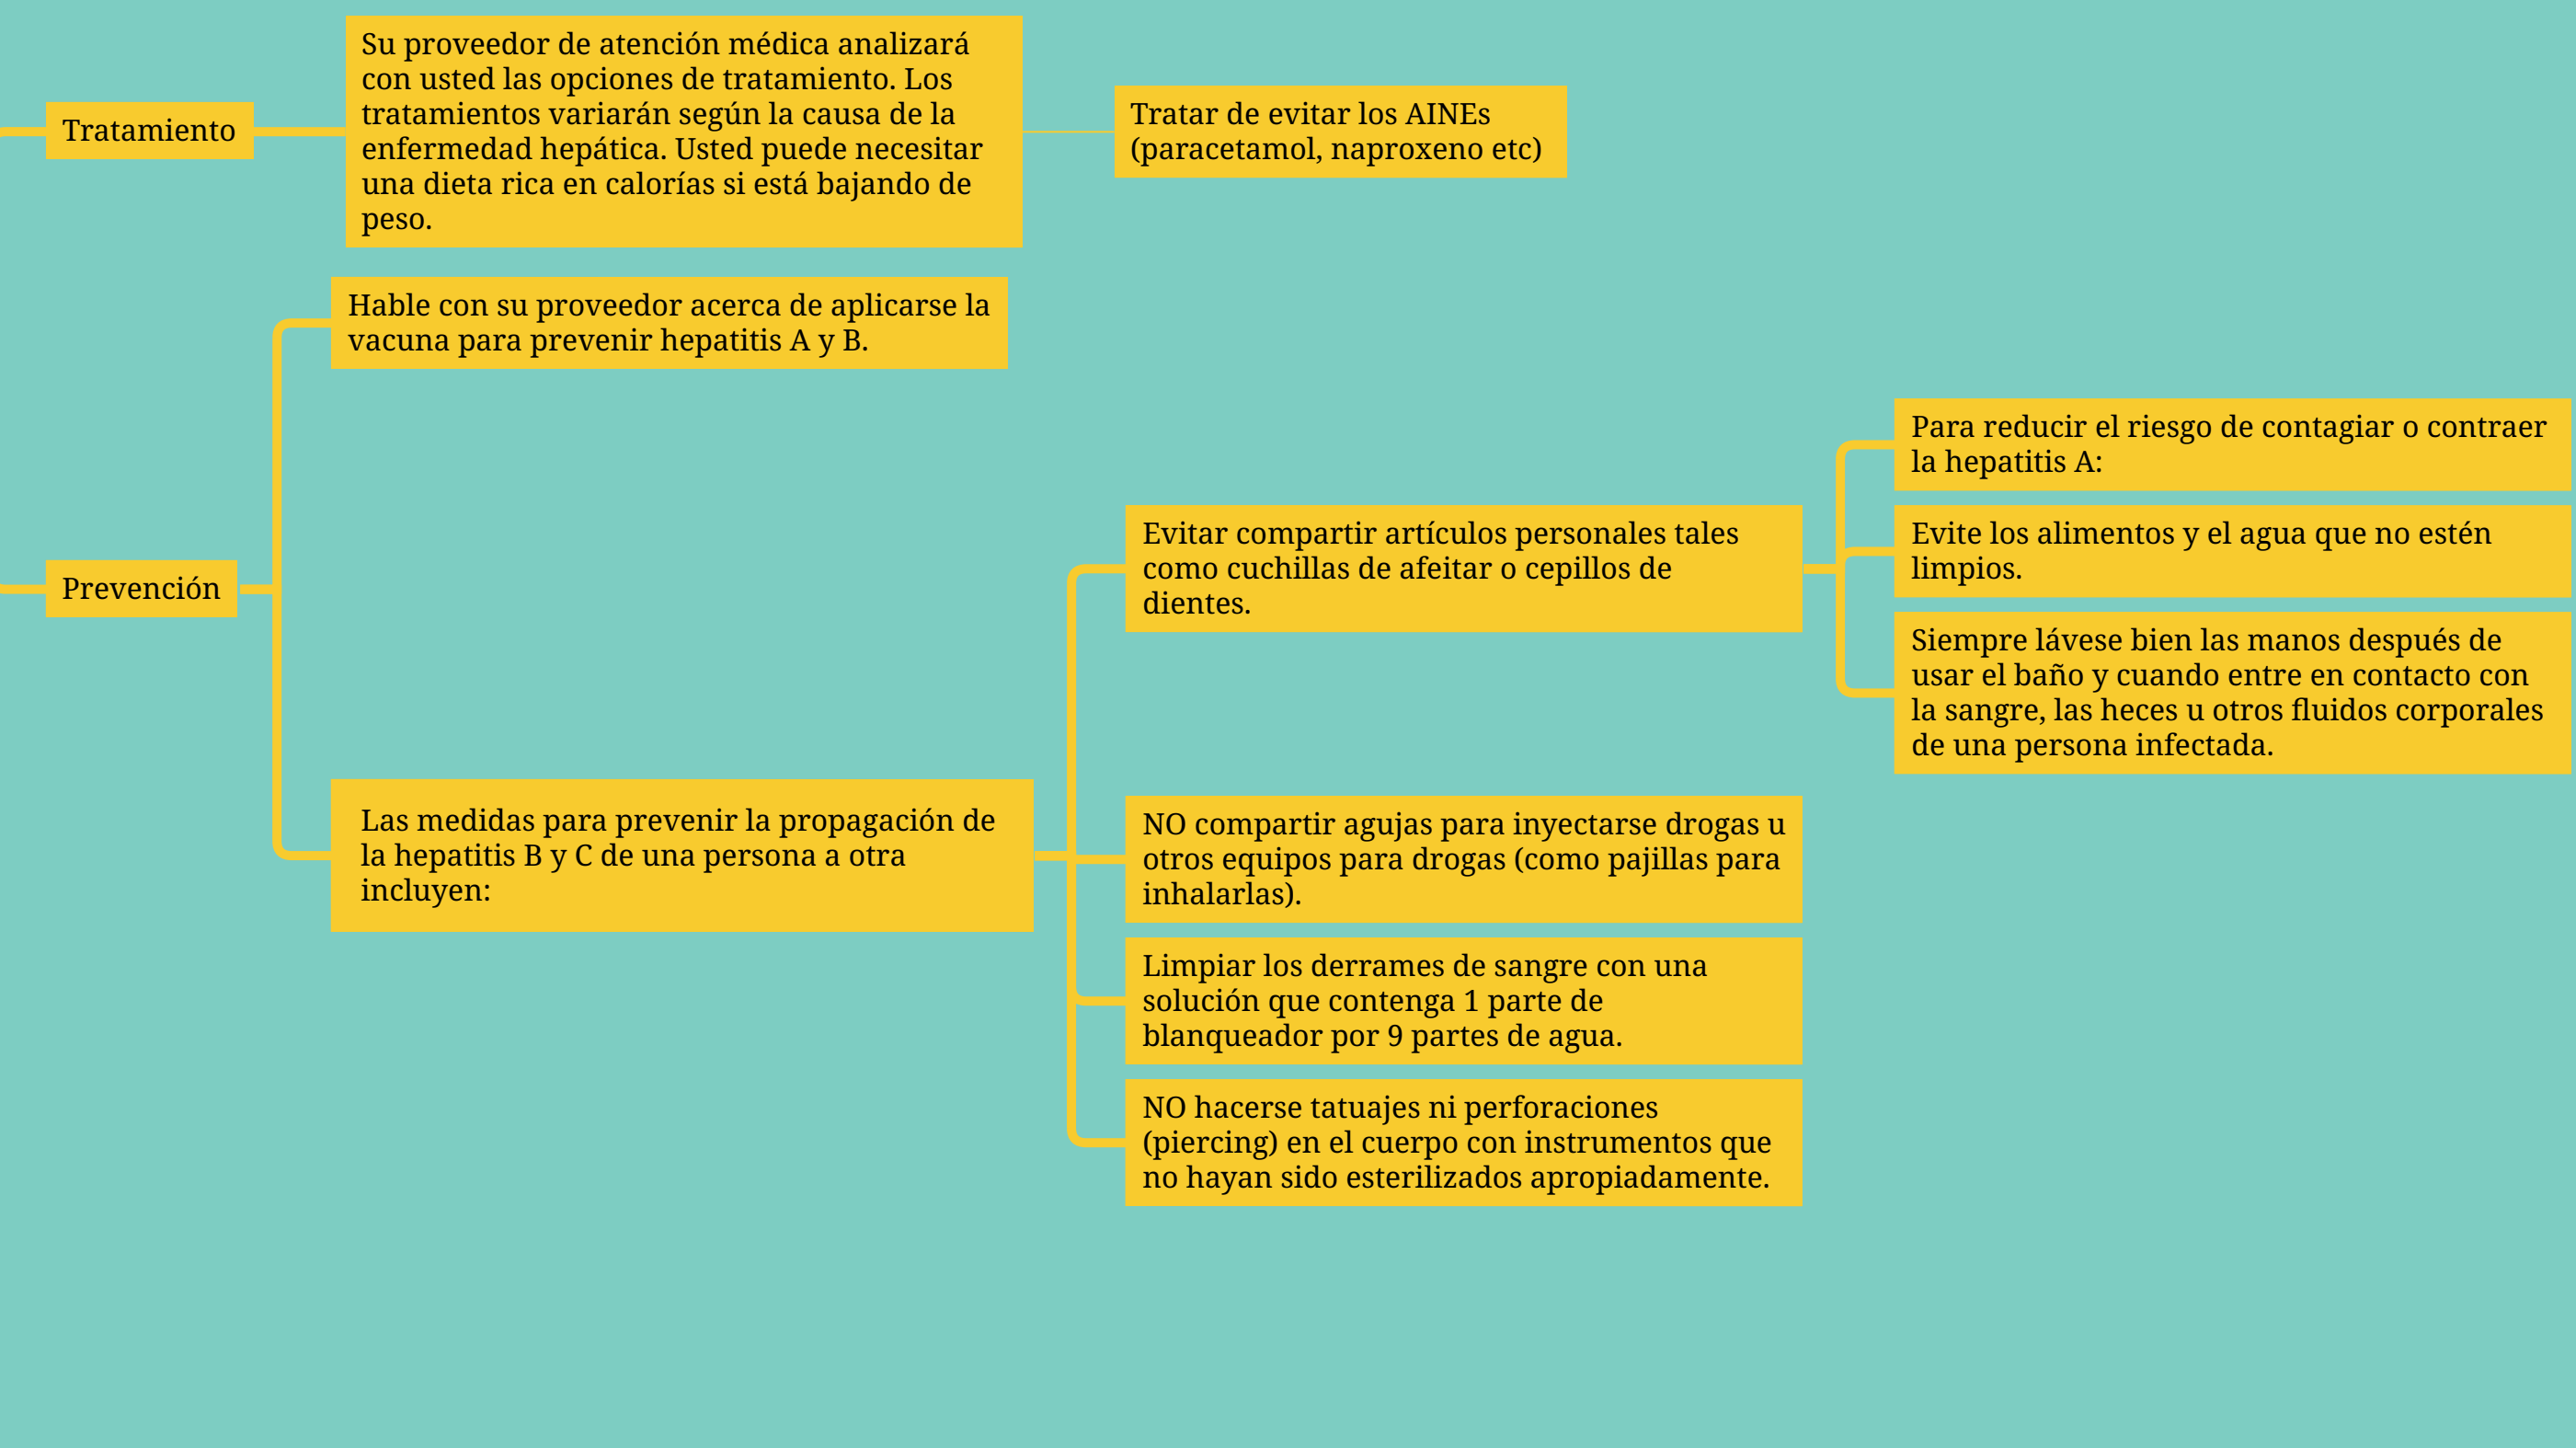 Tratamiento
Su proveedor de atención médica analizará
con usted las opciones de tratamiento. Los
tratamientos variarán según la causa de la
enfermedad hepática. Usted puede necesitar
una dieta rica en calorías si está bajando de
peso.
Tratar de evitar los AINEs
(paracetamol, naproxeno etc)
Prevención
Hable con su proveedor acerca de aplicarse la
vacuna para prevenir hepatitis A y B.
Las medidas para prevenir la propagación de
la hepatitis B y C de una persona a otra
incluyen:
Evitar compartir artículos personales tales
como cuchillas de afeitar o cepillos de
dientes.
Para reducir el riesgo de contagiar o contraer
la hepatitis A:
Evite los alimentos y el agua que no estén
limpios.
Siempre lávese bien las manos después de
usar el baño y cuando entre en contacto con
la sangre, las heces u otros fluidos corporales
de una persona infectada.
NO compartir agujas para inyectarse drogas u
otros equipos para drogas (como pajillas para
inhalarlas).
Limpiar los derrames de sangre con una
solución que contenga 1 parte de
blanqueador por 9 partes de agua.
NO hacerse tatuajes ni perforaciones
(piercing) en el cuerpo con instrumentos que
no hayan sido esterilizados apropiadamente.